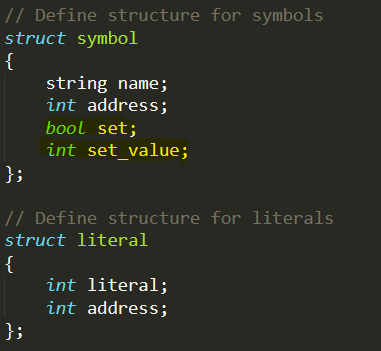 // Define structure for symbols
struct symbol
{
    string name;
    int address;
    bool set;
    int set_value;
};

// Define structure for literals
struct literal
{
    int literal;
    int address;
};